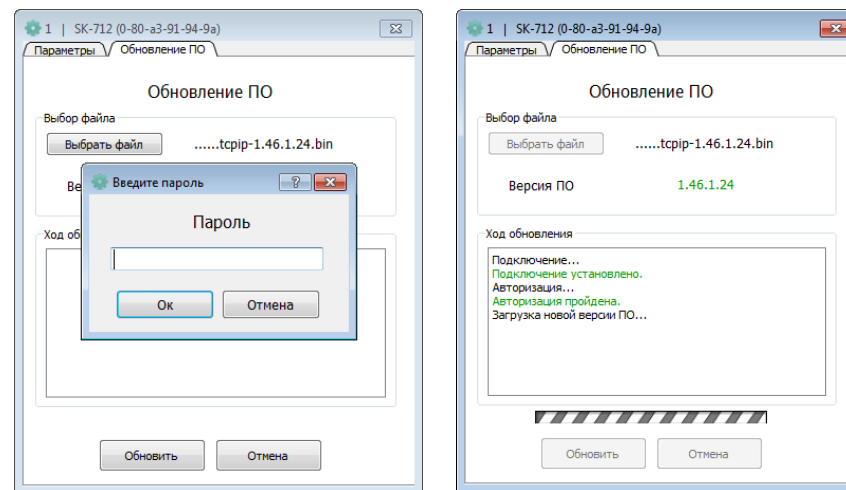 1 | SK-712 (0-80-a3-91-94-9a)
Параметры Обновление ПО
Обновление ПО
Выбор файла
Выбрать файл ......tcpip-1.46.1.24.bin
Ве
Введите пароль
Пароль
Ок Отмена
Ход об
Обновить Отмена
1 | SK-712 (0-80-a3-91-94-9a)
Параметры Обновление ПО
Обновление ПО
Выбор файла
Выбрать файл ......tcpip-1.46.1.24.bin
Версия ПО 1.46.1.24
Ход обновления
Подключение...
Подключение установлено.
Авторизация...
Авторизация пройдена.
Загрузка новой версии ПО...
Обновить Отмена